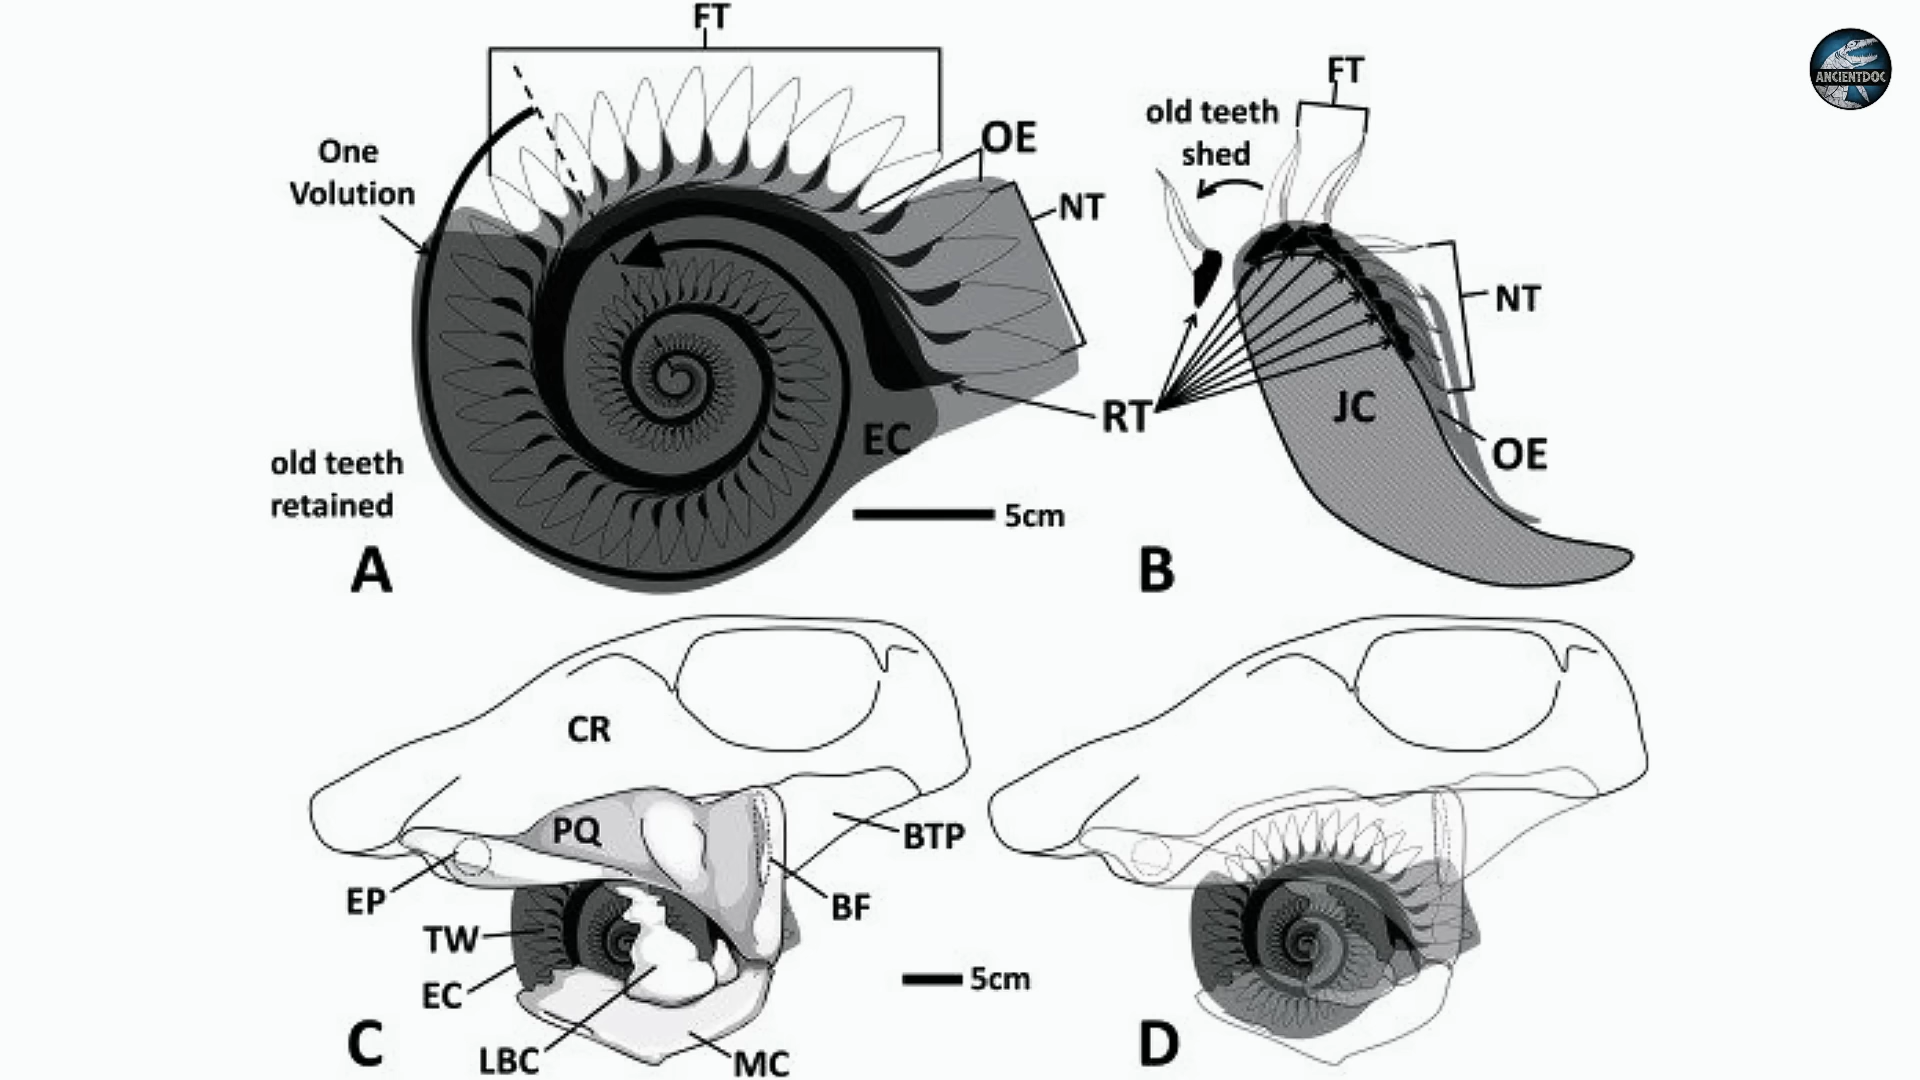 FT
One
Volution
OE
NT
old teeth
retained
EC
RT
5cm
A
FT
old teeth
shed
NT
JC
OE
B
CR
PQ
EP
TW
EC
LBC
MC
BTP
BF
5cm
C
D
ANCIENTDOC